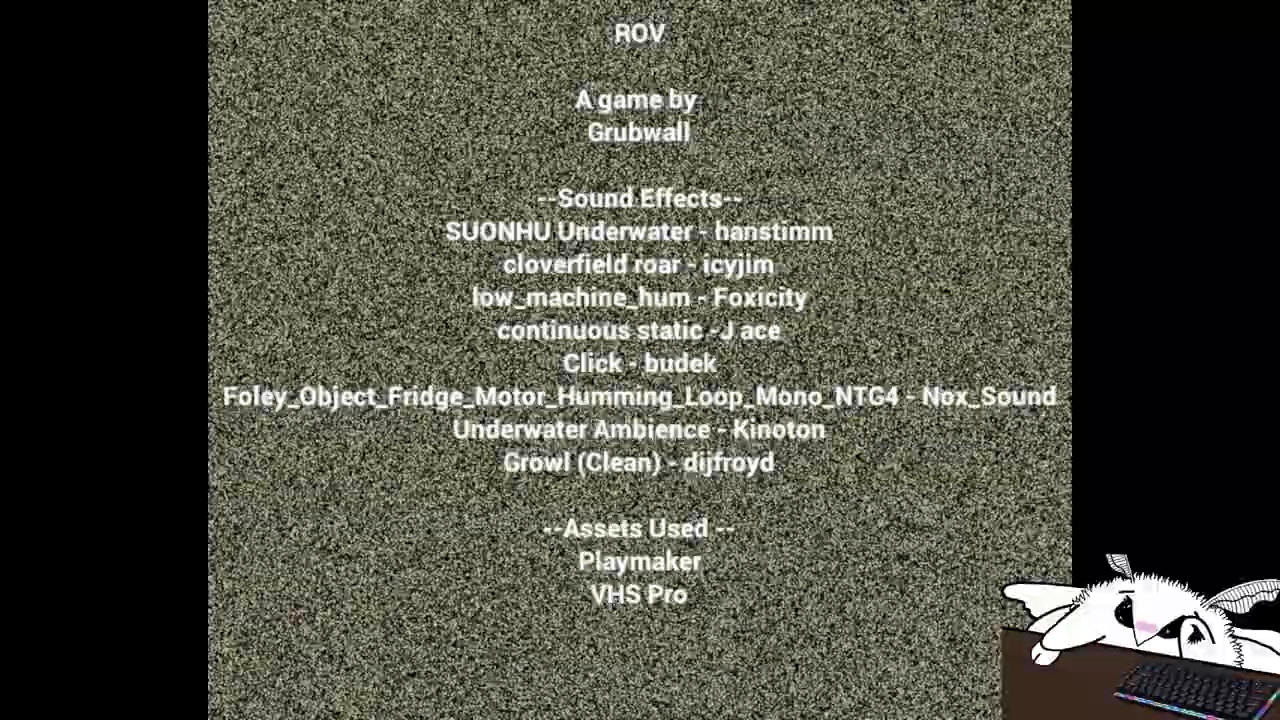 ROV
A game by
Grubwall
--Sound Effects--
SUONHU Underwater - hanstimm
cloverfield roar - icyjim
low_machine_hum - Foxicity
continuous static -J ace
Click - budek
Foley_Object_Fridge_Motor_Humming_Loop_Mono_NTG4 - Nox_Sound
Underwater Ambience - Kinoton
Growl (Clean) - dijfroyd
--Assets Used --
Playmaker
VHS Pro